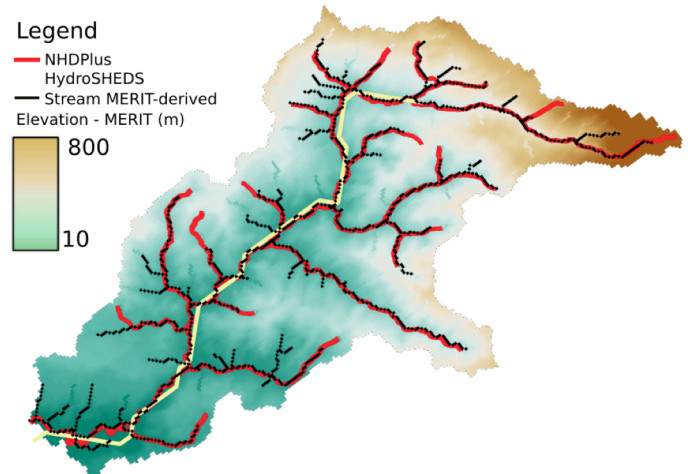 Legend
NHDPlus
HydroSHEDS
Stream MERIT-derived
Elevation - MERIT (m)
800
10